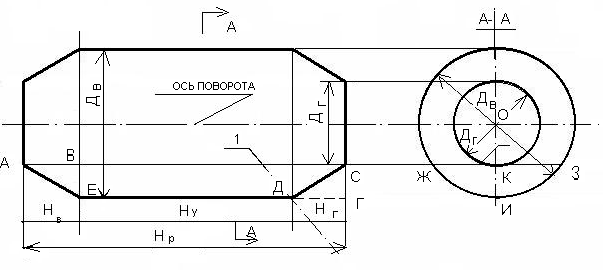 А
А-А
ОСЬ ПОВОРОТА
Дв
Дг
Дв
О
Дг
1
А
В
С
Е
Д
Г
Ж
К
З
И
Нв
Ну
Нг
А
Нр